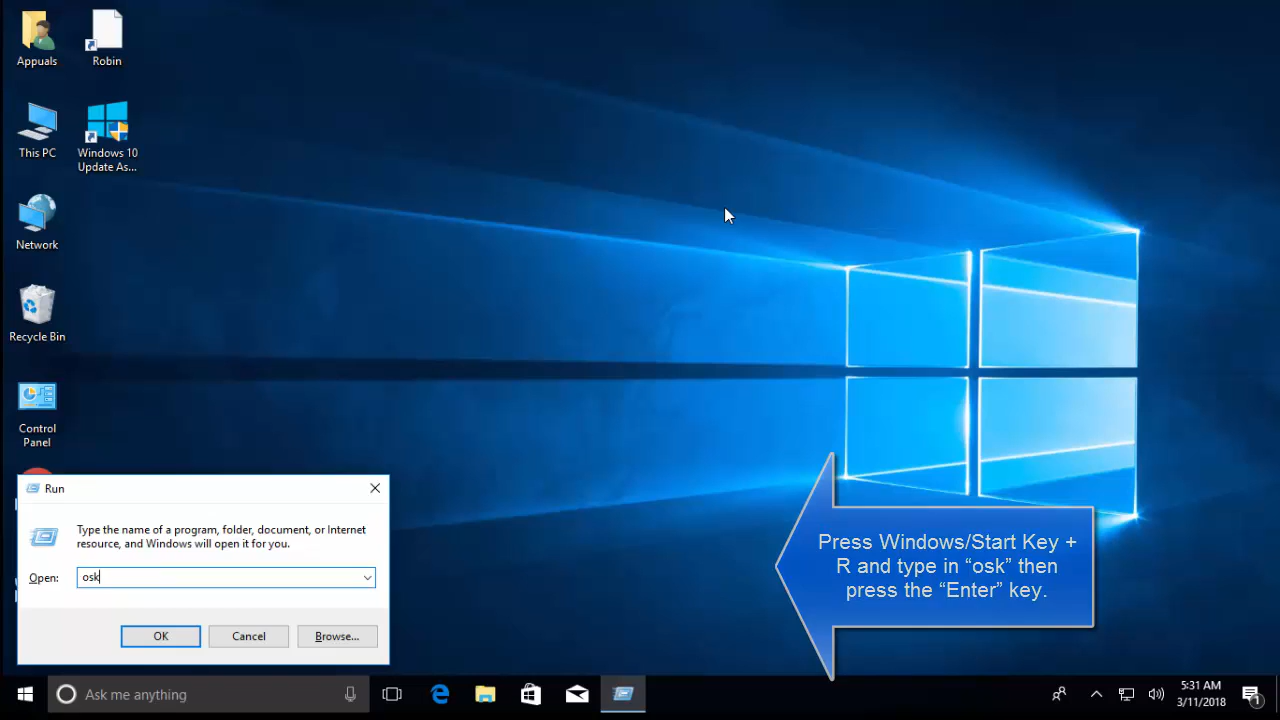 Appuals
Robin
This PC
Windows 10
Update As...
Network
Recycle Bin
Control
Panel
Run
Type the name of a program, folder, document, or Internet
resource, and Windows will open it for you.
Open:
osk
OK
Cancel
Browse...
Press Windows/Start Key +
R and type in “osk” then
press the “Enter” key.
Ask me anything
5:31 AM
3/11/2018
1